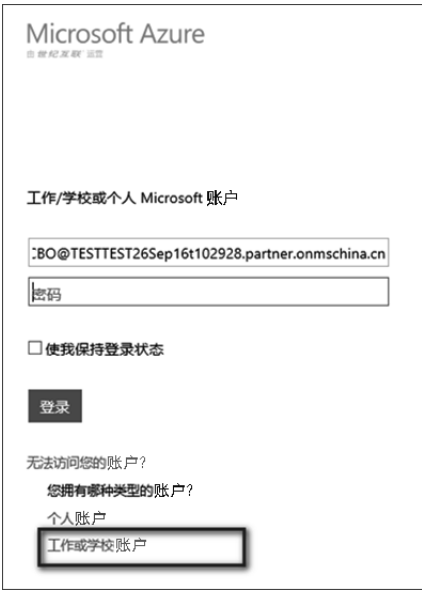 Microsoft Azure
由世纪互联运营
工作/学校或个人 Microsoft 账户
:BO@TESTTEST26Sep16t102928.partner.onmschina.cn
密码
使我保持登录状态
登录
无法访问您的账户?
您拥有哪种类型的账户?
个人账户
工作或学校账户